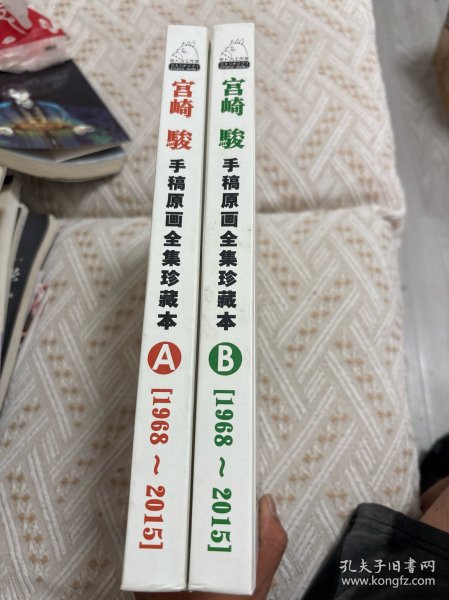 宫崎 駿
手稿原画全集珍藏本
A
[1968～2015]
宫崎 駿
手稿原画全集珍藏本
B
[1968～2015]
孔夫子旧书网
www.kongfz.com